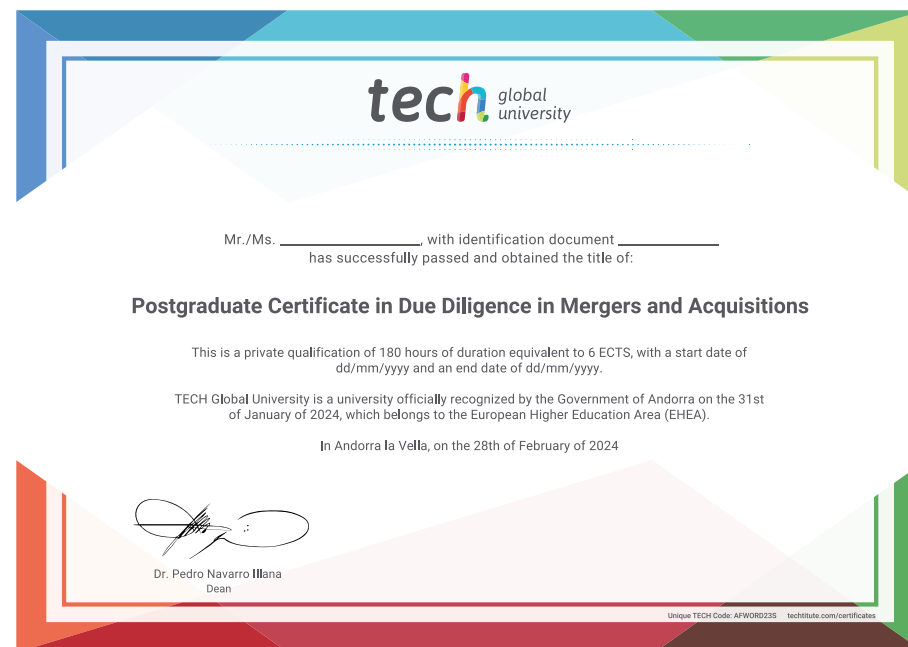 tech global
university
Mr./Ms. ____________, with identification document ____________
has successfully passed and obtained the title of:
Postgraduate Certificate in Due Diligence in Mergers and Acquisitions
This is a private qualification of 180 hours of duration equivalent to 6 ECTS, with a start date of
dd/mm/yyyy and an end date of dd/mm/yyyy.
TECH Global University is a university officially recognized by the Government of Andorra on the 31st
of January of 2024, which belongs to the European Higher Education Area (EHEA).
In Andorra la Vella, on the 28th of February of 2024
Dr. Pedro Navarro Illana
Dean
Unique TECH Code: AFWORD23S techtitute.com/certificates